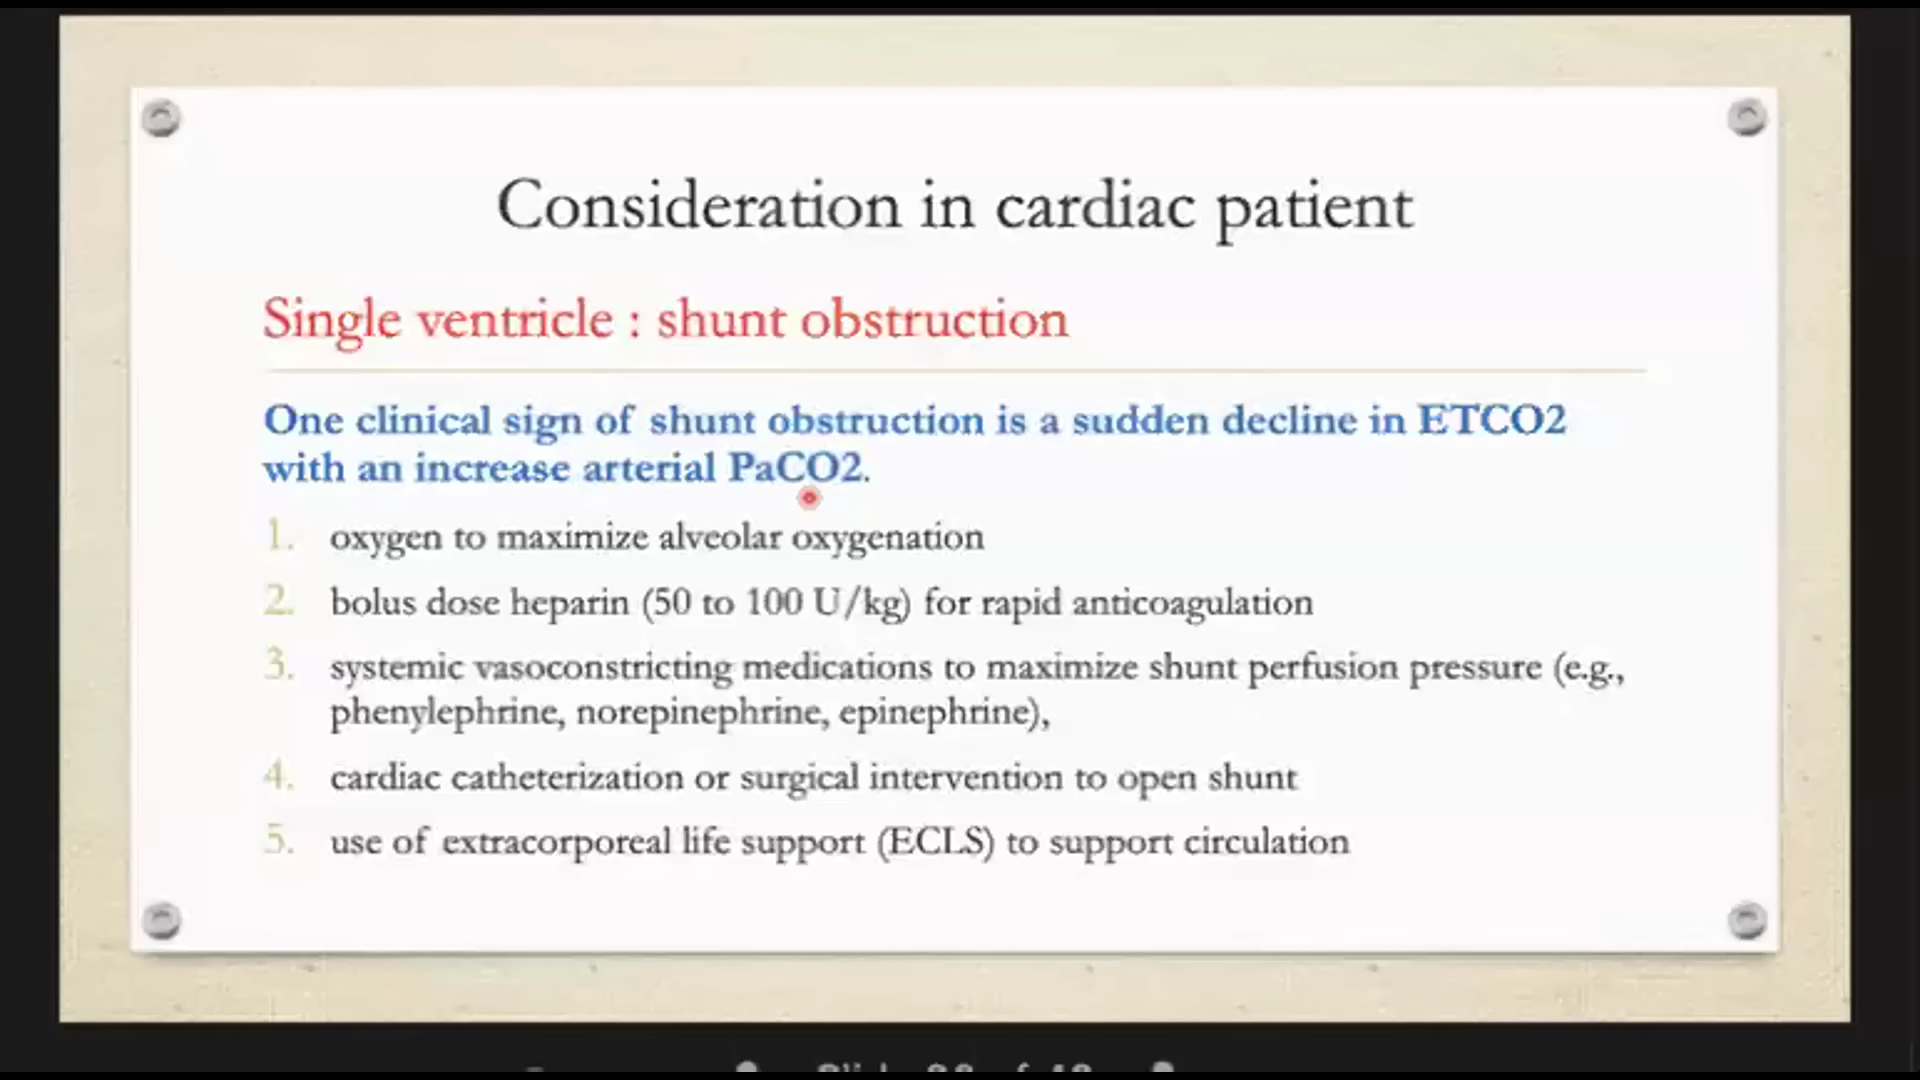 Consideration in cardiac patient
Single ventricle : shunt obstruction
One clinical sign of shunt obstruction is a sudden decline in ETCO2
with an increase arterial PaCO2.
1. oxygen to maximize alveolar oxygenation
2. bolus dose heparin (50 to 100 U/kg) for rapid anticoagulation
3. systemic vasoconstricting medications to maximize shunt perfusion pressure (e.g.,
phenylephrine, norepinephrine, epinephrine),
4. cardiac catheterization or surgical intervention to open shunt
5. use of extracorporeal life support (ECLS) to support circulation